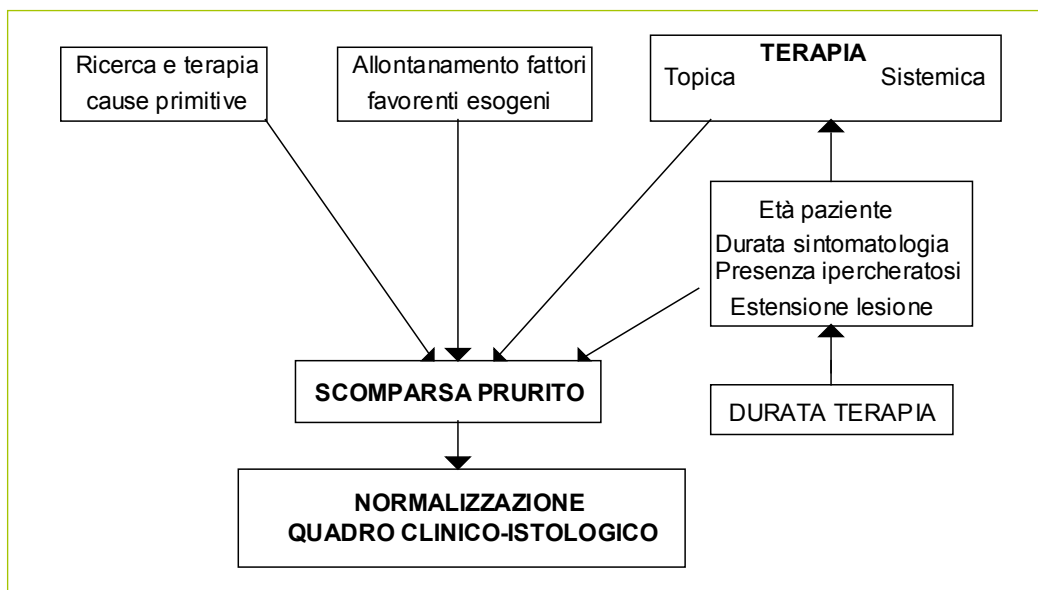 Ricerca e terapia
cause primitive
Allontanamento fattori
favorenti esogeni
TERAPIA
Topica Sistemica
Età paziente
Durata sintomatologia
Presenza ipercheratosi
Estensione lesione
SCOMPARSA PRURITO
DURATA TERAPIA
NORMALIZZAZIONE
QUADRO CLINICO-ISTOLOGICO